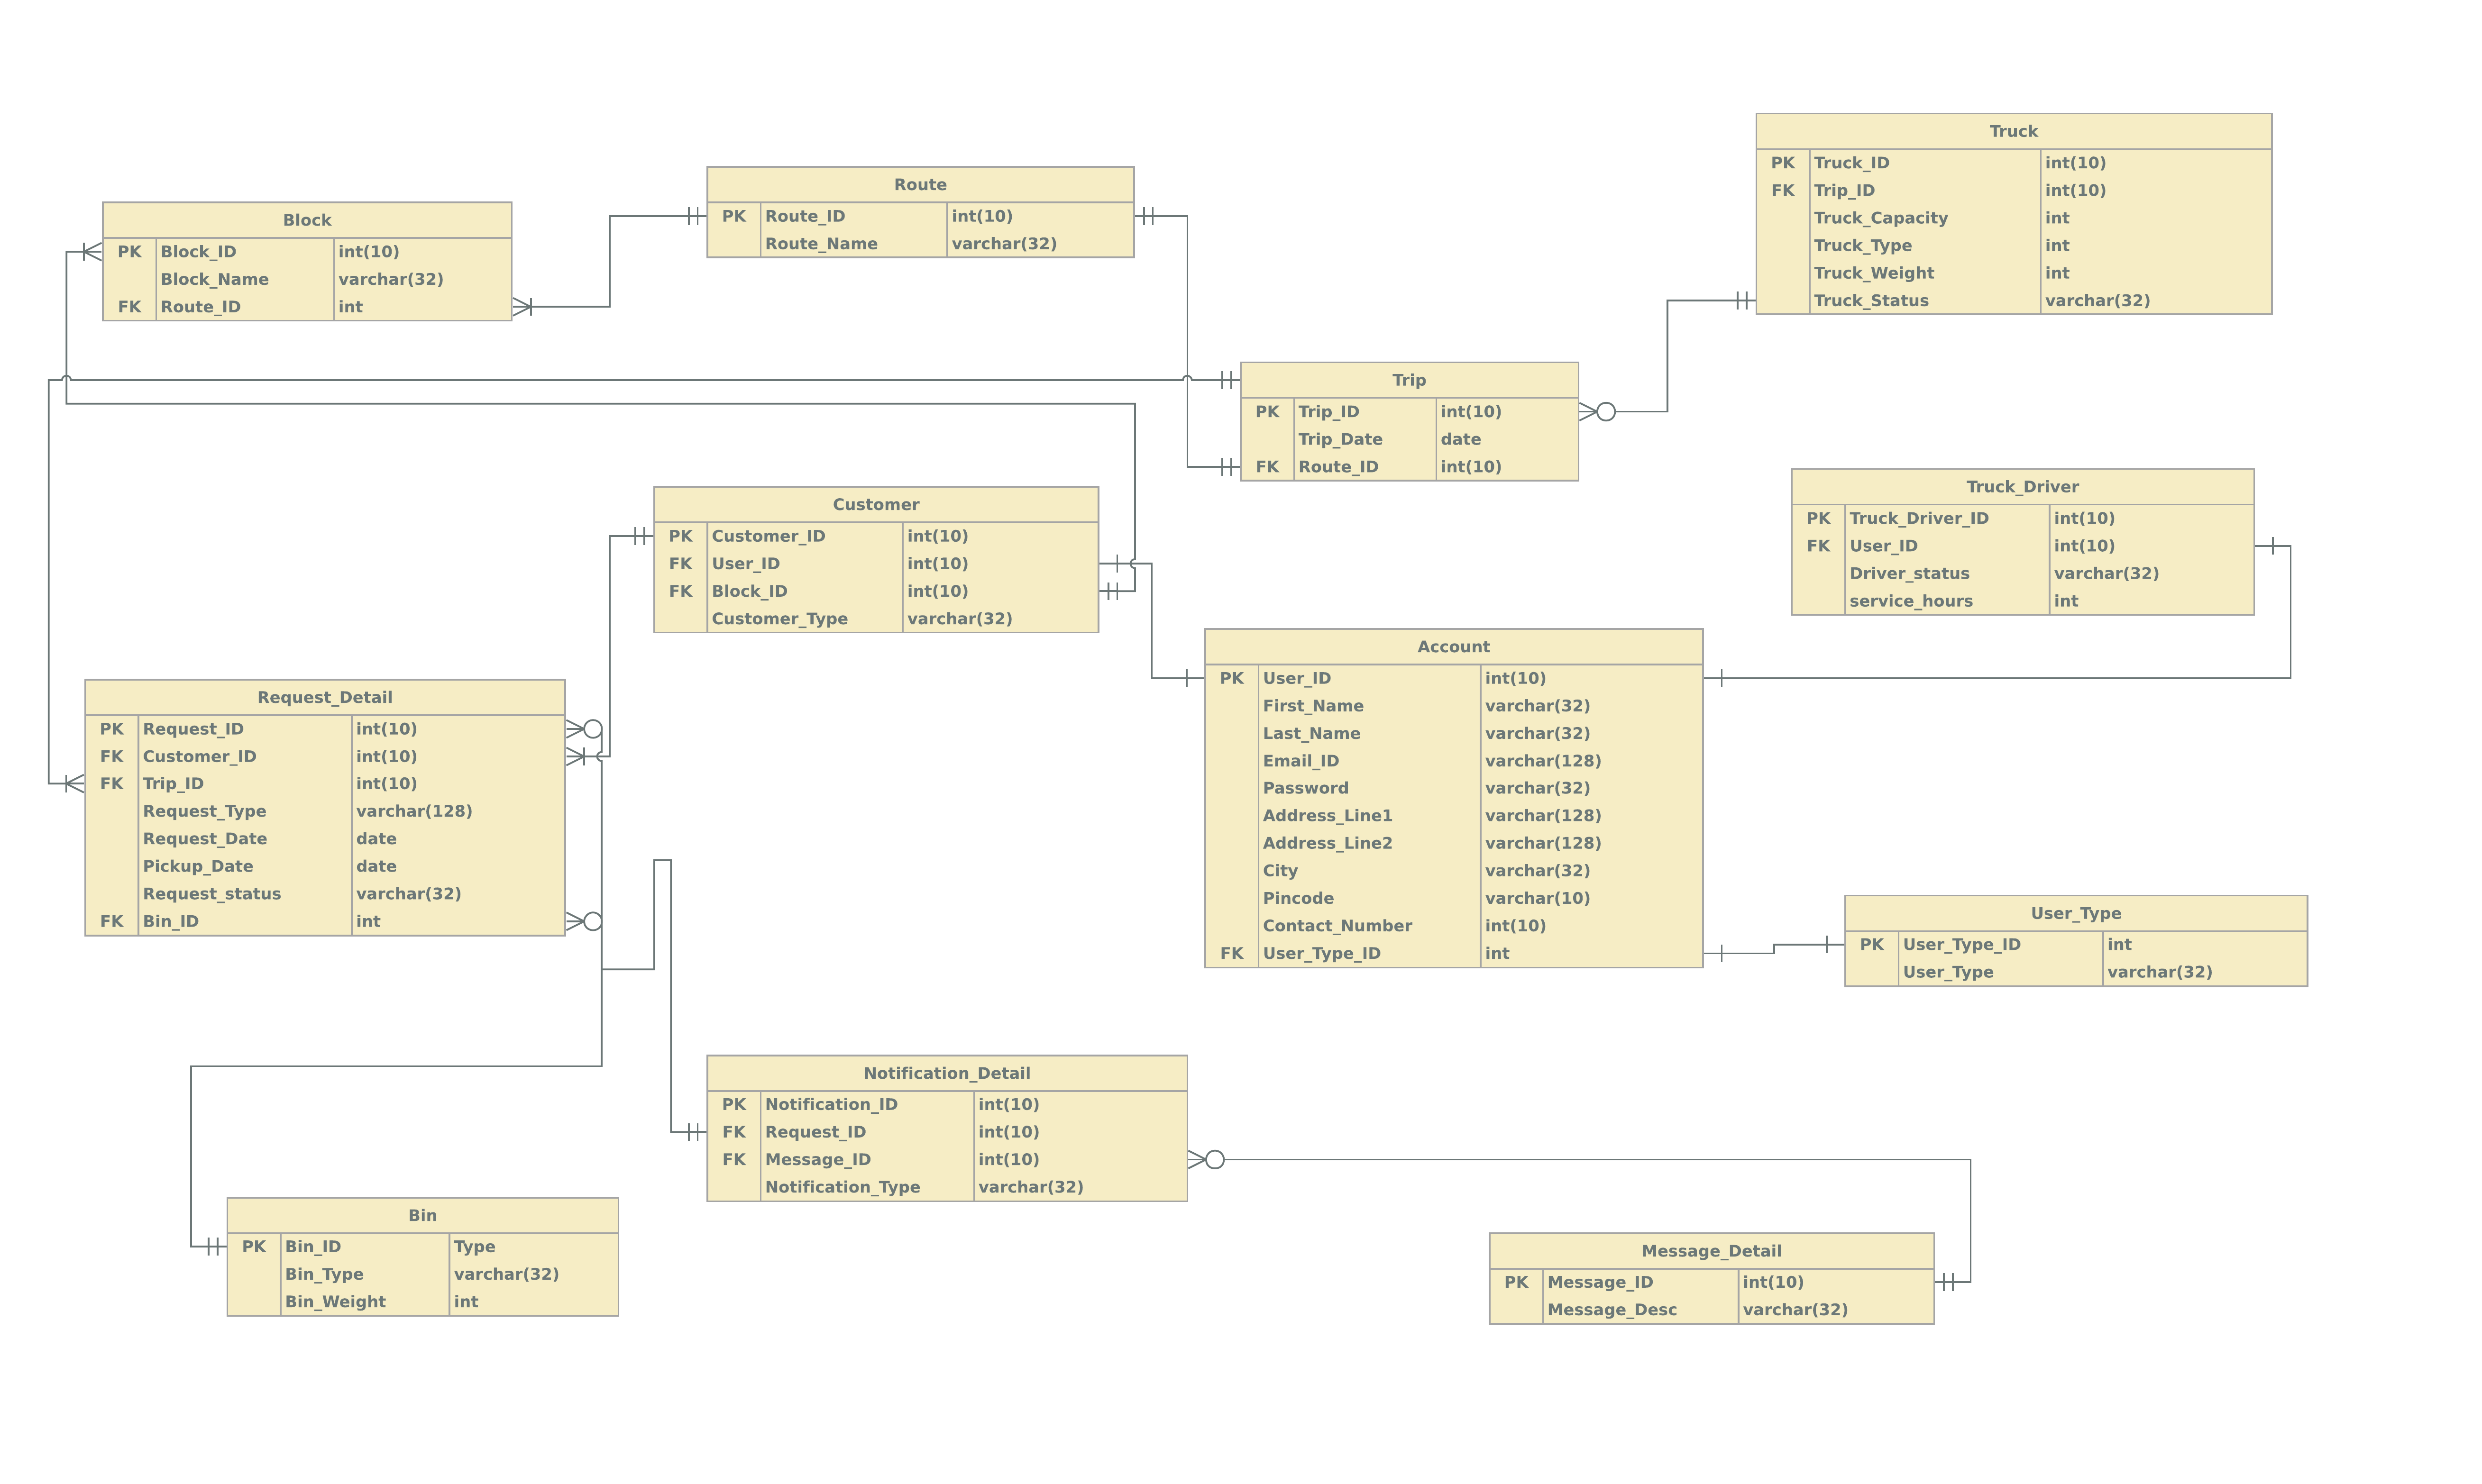 Truck
PK Truck_ID int(10)
FK Trip_ID int(10)
Truck_Capacity int
Truck_Type int
Truck_Weight int
Truck_Status varchar(32)
Route
PK Route_ID int(10)
Route_Name varchar(32)
Block
PK Block_ID int(10)
Block_Name varchar(32)
FK Route_ID int
Trip
PK Trip_ID int(10)
Trip_Date date
FK Route_ID int(10)
Truck_Driver
PK Truck_Driver_ID int(10)
FK User_ID int(10)
Driver_status varchar(32)
service_hours int
Customer
PK Customer_ID int(10)
FK User_ID int(10)
FK Block_ID int(10)
Customer_Type varchar(32)
Account
PK User_ID int(10)
First_Name varchar(32)
Last_Name varchar(32)
Email_ID varchar(128)
Password varchar(32)
Address_Line1 varchar(128)
Address_Line2 varchar(128)
City varchar(32)
Pincode varchar(10)
Contact_Number int(10)
FK User_Type_ID int
Request_Detail
PK Request_ID int(10)
FK Customer_ID int(10)
FK Trip_ID int(10)
Request_Type varchar(128)
Request_Date date
Pickup_Date date
Request_status varchar(32)
FK Bin_ID int
User_Type
PK User_Type_ID int
User_Type varchar(32)
Notification_Detail
PK Notification_ID int(10)
FK Request_ID int(10)
FK Message_ID int(10)
Notification_Type varchar(32)
Bin
PK Bin_ID Type
Bin_Type varchar(32)
Bin_Weight int
Message_Detail
PK Message_ID int(10)
Message_Desc varchar(32)